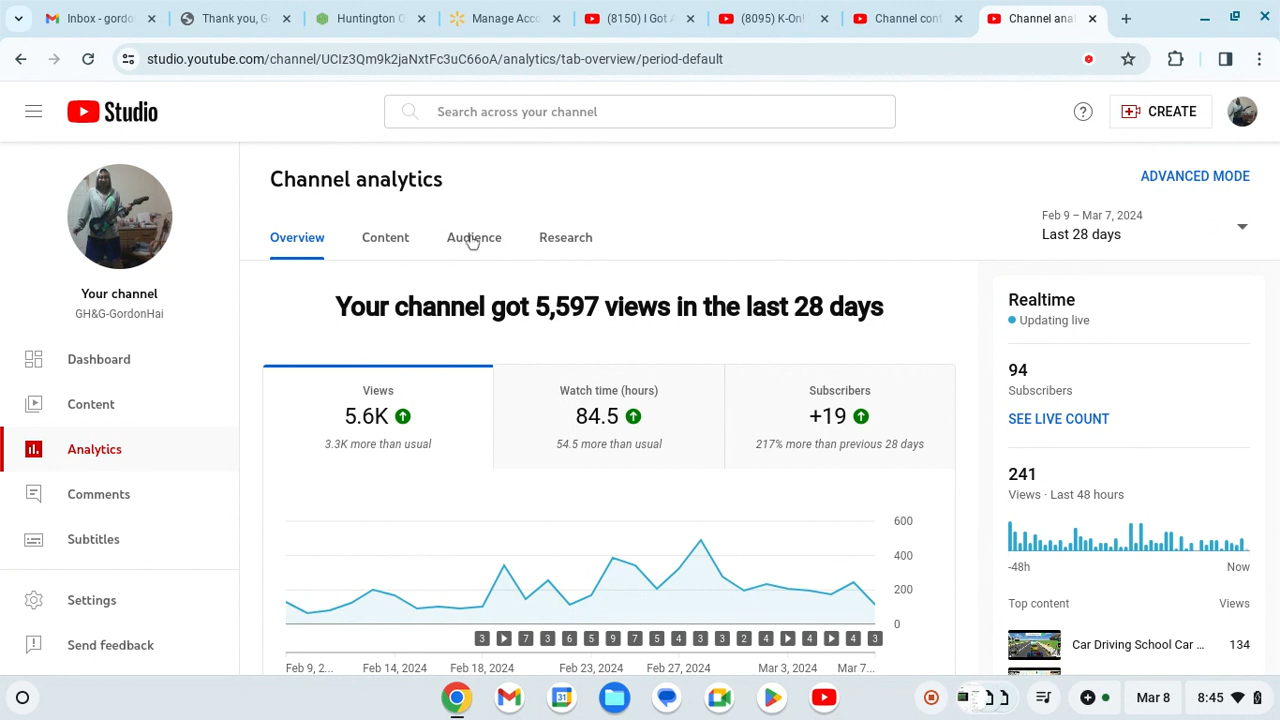 Inbox - gordo
Thank you, G
Huntington
Manage Acco
(8150) I Got
(8095) K-On!
Channel con
Channel ana
studio.youtube.com/channel/UCIz3Qm9k2jaNxtFc3uC66oA/analytics/tab-overview/period-default
Studio
Search across your channel
CREATE
Your channel
GH&G-GordonHai
Dashboard
Content
Analytics
Comments
Subtitles
Settings
Send feedback
Channel analytics
ADVANCED MODE
Overview
Content
Audience
Research
Feb 9 – Mar 7, 2024
Last 28 days
Your channel got 5,597 views in the last 28 days
Views
5.6K
3.3K more than usual
Watch time (hours)
84.5
54.5 more than usual
Subscribers
+19
217% more than previous 28 days
600
400
200
0
3 7 3 6 5 9 7 5 4 3 3 2 4 4 4 3
Feb 9, 2...
Feb 14, 2024
Feb 18, 2024
Feb 23, 2024
Feb 27, 2024
Mar 3, 2024
Mar 7...
Realtime
Updating live
94
Subscribers
SEE LIVE COUNT
241
Views · Last 48 hours
-48h
Now
Top content
Views
Car Driving School Car ...
134
Mar 8
8:45